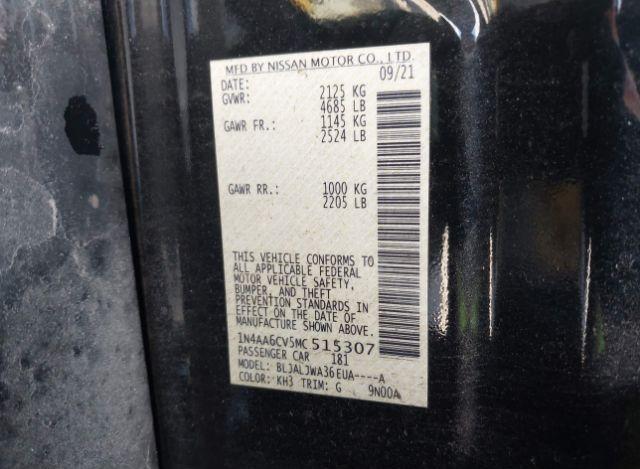 MFD BY NISSAN MOTOR CO., LTD.
DATE: 09/21
GVWR: 2125 KG
4685 LB
GAWR FR.: 1145 KG
2524 LB
GAWR RR.: 1000 KG
2205 LB
THIS VEHICLE CONFORMS TO
ALL APPLICABLE FEDERAL
MOTOR VEHICLE SAFETY,
BUMPER, AND THEFT
PREVENTION STANDARDS IN
EFFECT ON THE DATE OF
MANUFACTURE SHOWN ABOVE.
1N4AA6CV5MC515307
PASSENGER CAR 181
MODEL: BLJALJWA36EUA----A
COLOR: KH3 TRIM: G 9N00A